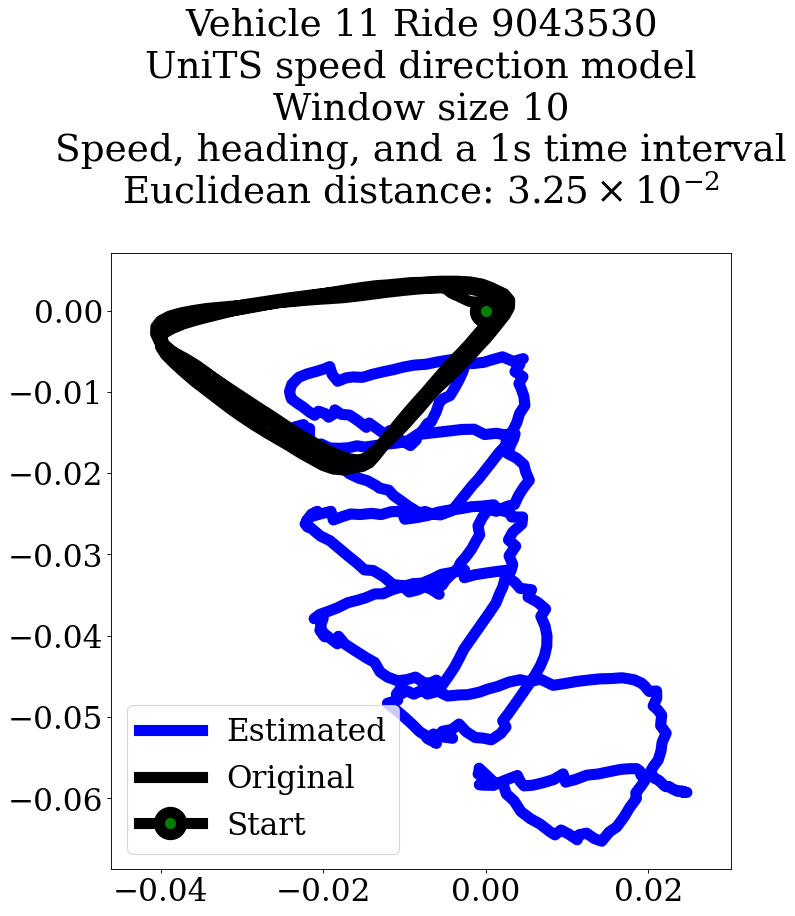 Vehicle 11 Ride 9043530
UniTS speed direction model
Window size 10
Speed, heading, and a 1s time interval
Euclidean distance: 3.25 × 10⁻²
0.00
−0.01
−0.02
−0.03
−0.04
−0.05
−0.06
Estimated
Original
Start
−0.04 −0.02 0.00 0.02